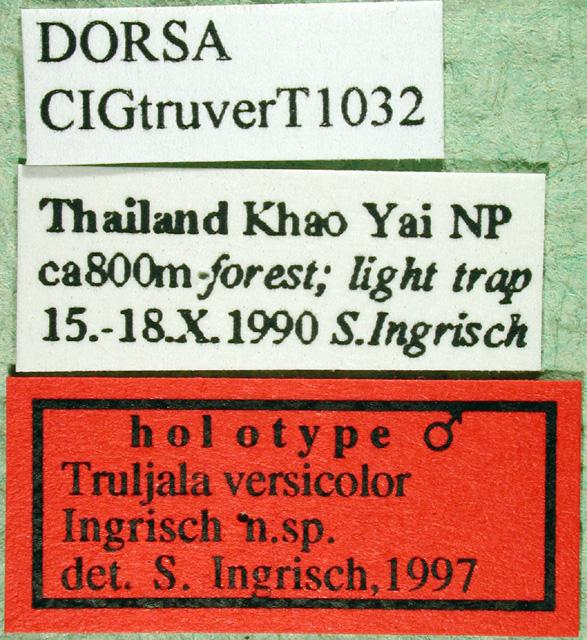 DORSA
CIGtruverT1032
Thailand Khao Yai NP
ca800m-forest; light trap
15.-18.X.1990 S.Ingrisch
holotype ♂
Truljala versicolor
Ingrisch n.sp.
det. S. Ingrisch,1997